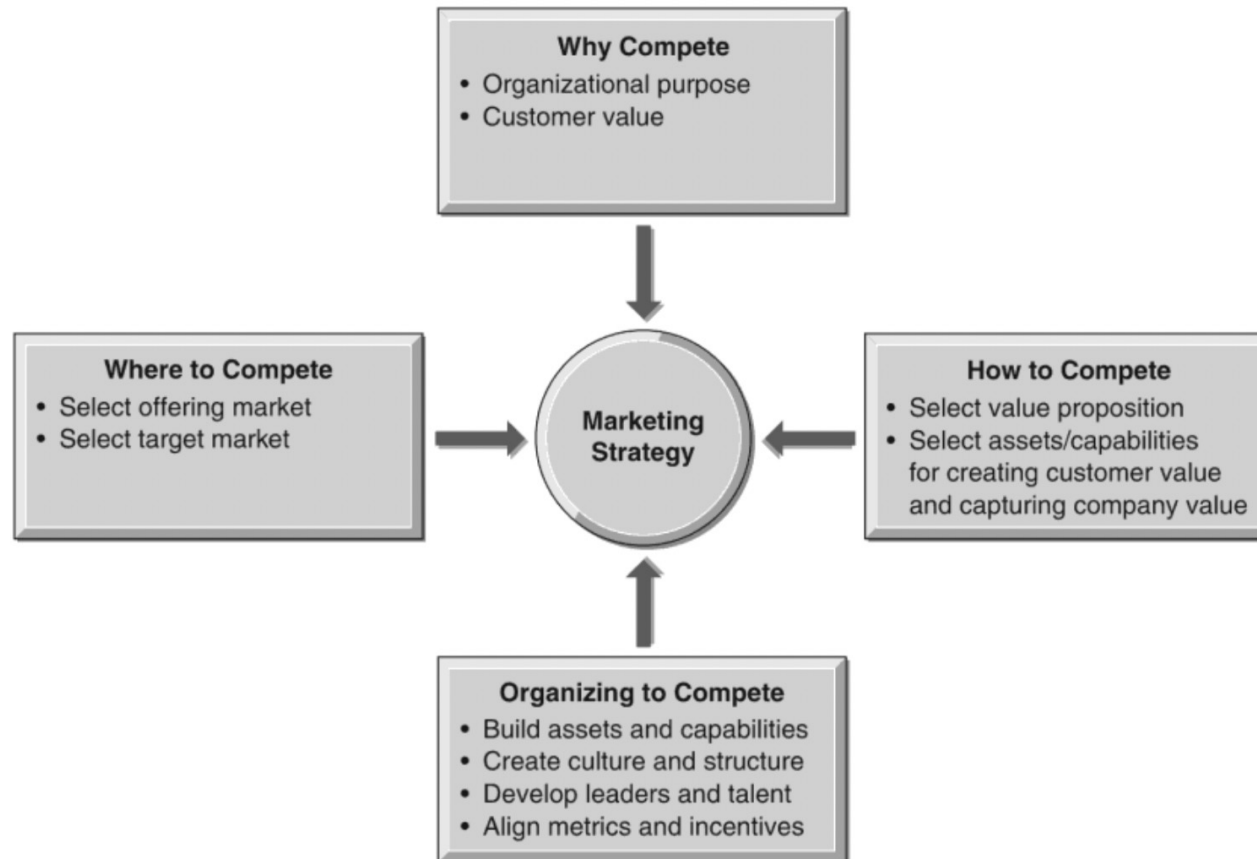 Why Compete
• Organizational purpose
• Customer value
Where to Compete
• Select offering market
• Select target market
Marketing
Strategy
How to Compete
• Select value proposition
• Select assets/capabilities
for creating customer value
and capturing company value
Organizing to Compete
• Build assets and capabilities
• Create culture and structure
• Develop leaders and talent
• Align metrics and incentives